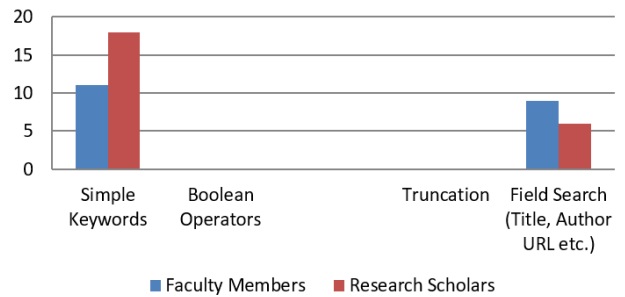 20
15
10
5
0
Simple Keywords
Boolean Operators
Truncation
Field Search (Title, Author URL etc.)
Faculty Members
Research Scholars